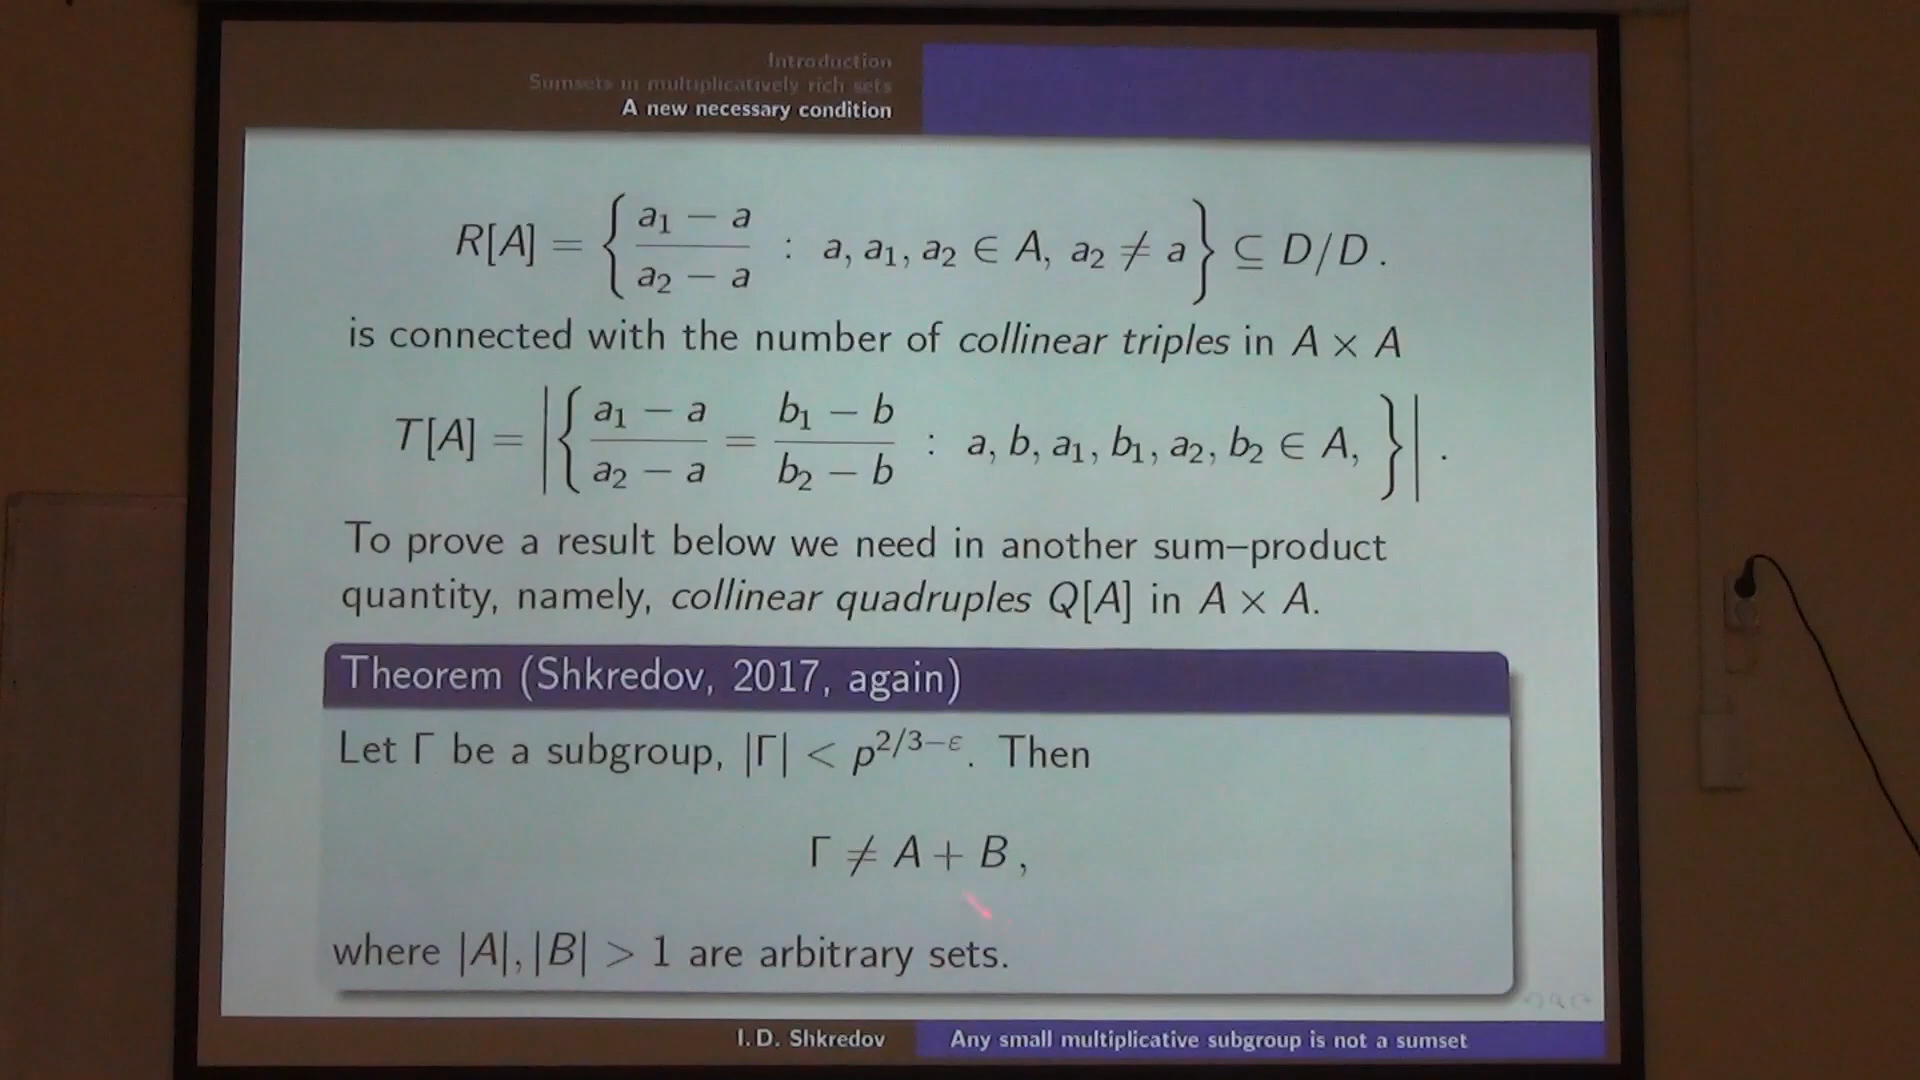 Introduction
Sumsets in multiplicatively rich sets
A new necessary condition
R[A] = { (a₁ − a)/(a₂ − a) : a, a₁, a₂ ∈ A, a₂ ≠ a } ⊆ D/D .
is connected with the number of collinear triples in A × A
T[A] = |{ (a₁ − a)/(a₂ − a) = (b₁ − b)/(b₂ − b) : a, b, a₁, b₁, a₂, b₂ ∈ A, }| .
To prove a result below we need in another sum–product
quantity, namely, collinear quadruples Q[A] in A × A.
Theorem (Shkredov, 2017, again)
Let Γ be a subgroup, |Γ| < p^{2/3−ε}. Then
Γ ≠ A + B ,
where |A|, |B| > 1 are arbitrary sets.
I. D. Shkredov Any small multiplicative subgroup is not a sumset